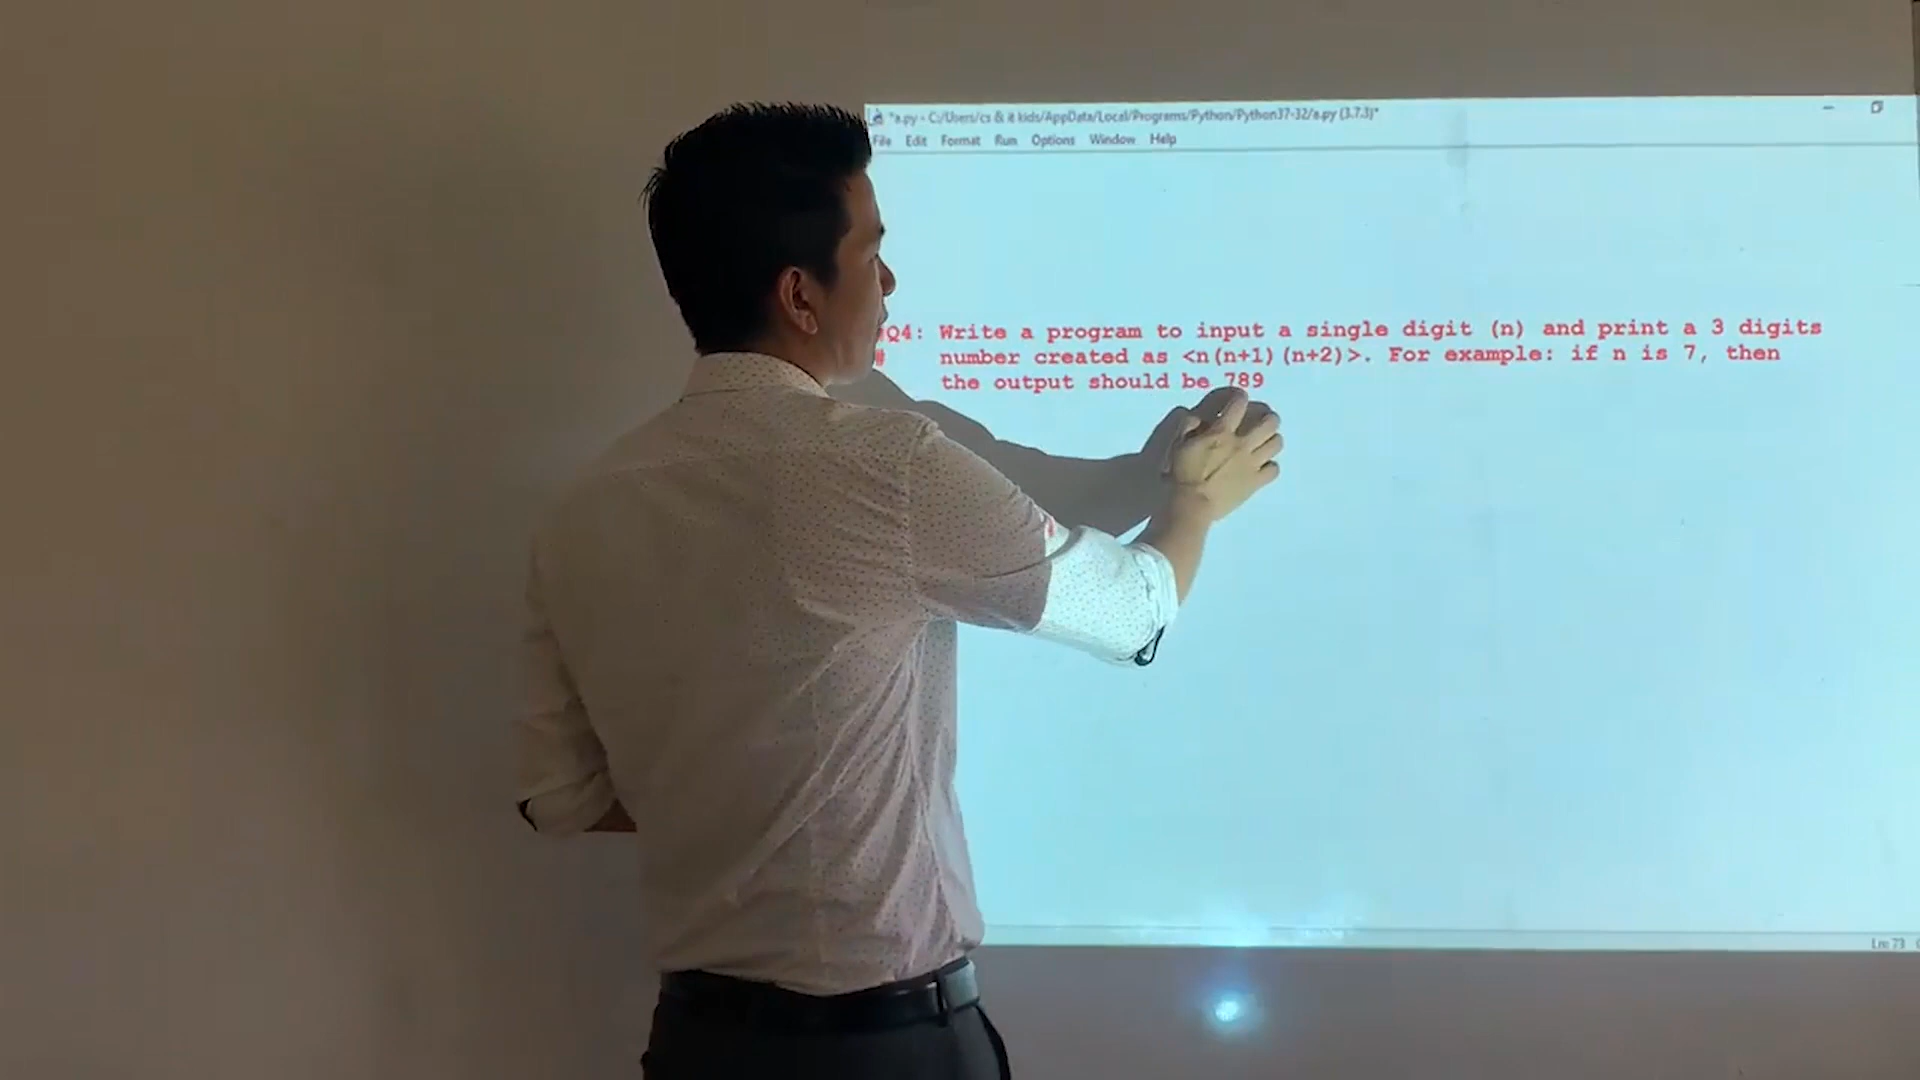 *a.py - C:/Users/cs & it kids/AppData/Local/Programs/Python/Python37-32/a.py (3.7.3)*
File Edit Format Run Options Window Help
#Q4: Write a program to input a single digit (n) and print a 3 digits
# number created as <n(n+1)(n+2)>. For example: if n is 7, then
the output should be 789
Ln: 73